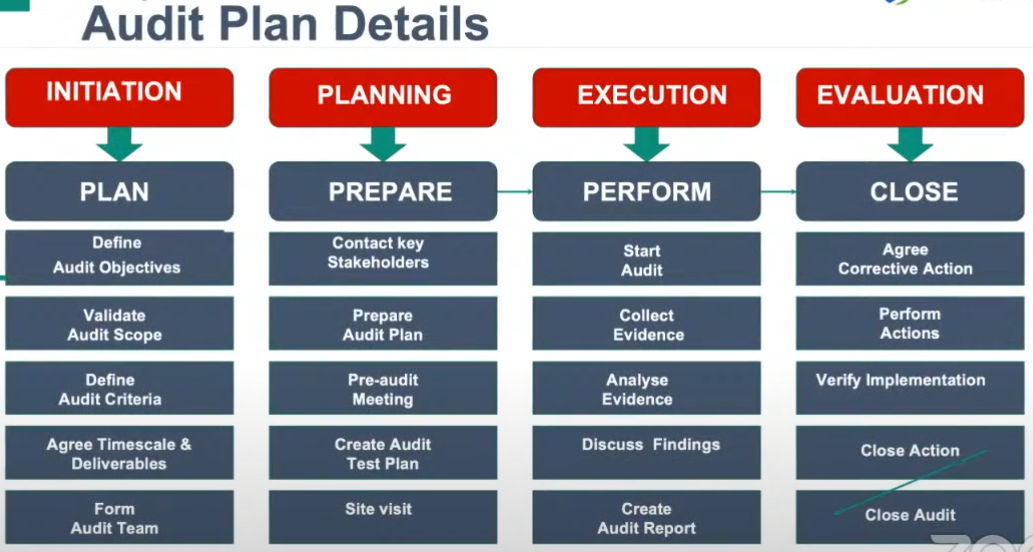 Audit Plan Details
INITIATION
PLANNING
EXECUTION
EVALUATION
PLAN
PREPARE
PERFORM
CLOSE
Define
Audit Objectives
Contact key
Stakeholders
Start
Audit
Agree
Corrective Action
Validate
Audit Scope
Prepare
Audit Plan
Collect
Evidence
Perform
Actions
Define
Audit Criteria
Pre-audit
Meeting
Analyse
Evidence
Verify Implementation
Agree Timescale &
Deliverables
Create Audit
Test Plan
Discuss Findings
Close Action
Form
Audit Team
Site visit
Create
Audit Report
Close Audit